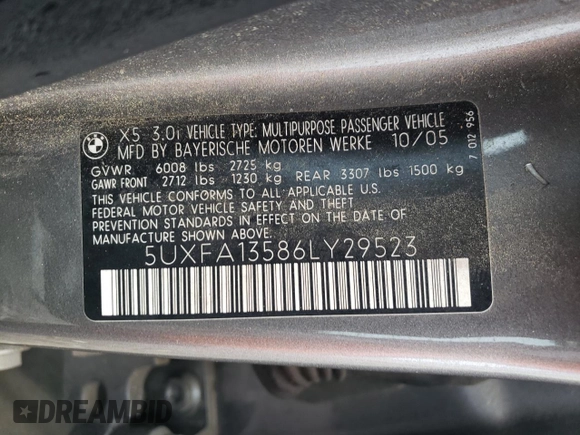 BMW
X5 3.0i VEHICLE TYPE: MULTIPURPOSE PASSENGER VEHICLE
MFD BY BAYERISCHE MOTOREN WERKE 10/05
GVWR 6008 lbs 2725 kg
GAWR FRONT 2712 lbs 1230 kg REAR 3307 lbs 1500 kg
THIS VEHICLE CONFORMS TO ALL APPLICABLE U.S.
FEDERAL MOTOR VEHICLE SAFETY AND THEFT
PREVENTION STANDARDS IN EFFECT ON THE DATE OF
MANUFACTURE SHOWN ABOVE.
5UXFA13586LY29523
7 012 956
DREAMBID